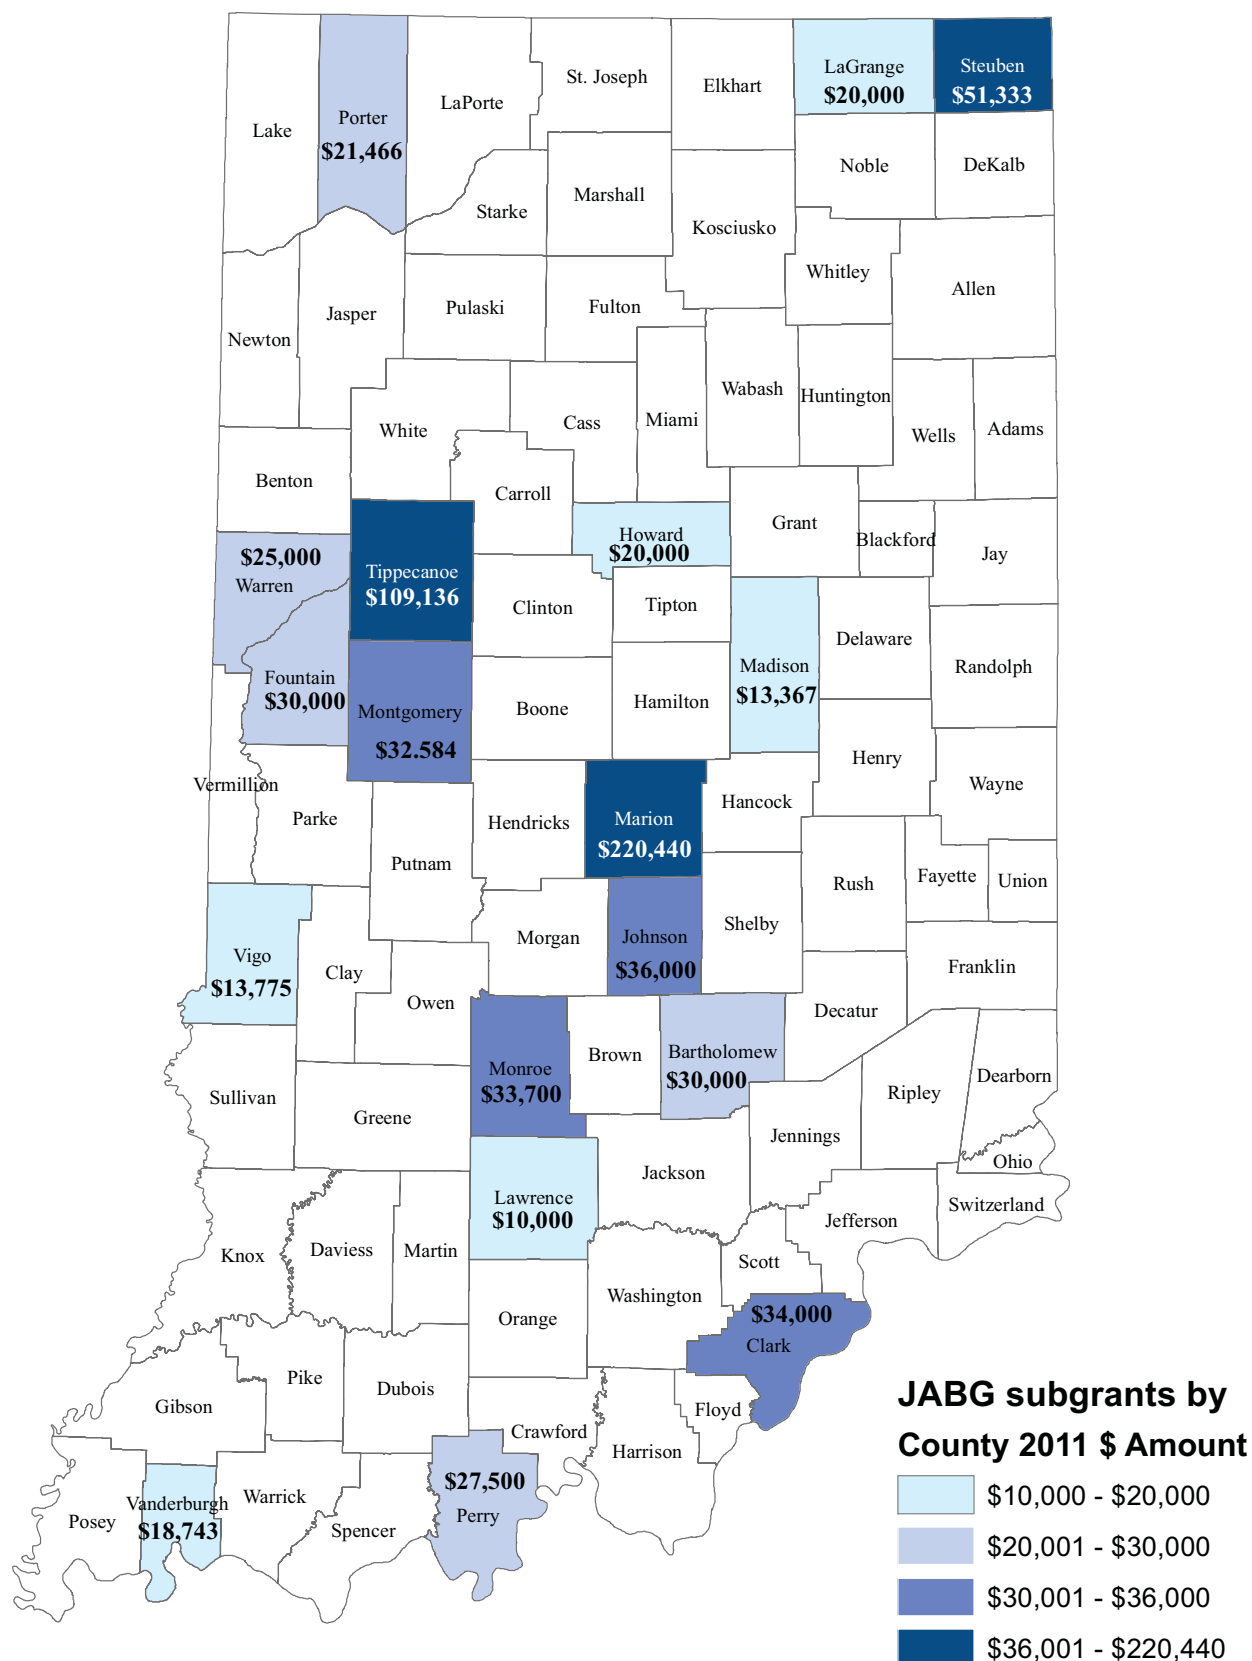 LaGrange
$20,000
Steuben
$51,333
St. Joseph
Elkhart
LaPorte
Porter
$21,466
Lake
Noble
DeKalb
Marshall
Starke
Kosciusko
Whitley
Allen
Pulaski
Fulton
Jasper
Newton
Wabash
Huntington
Miami
Cass
White
Wells
Adams
Benton
Carroll
Grant
Howard
$20,000
Blackford
Jay
$25,000
Warren
Tippecanoe
$109,136
Clinton
Tipton
Delaware
Randolph
Madison
$13,367
Fountain
$30,000
Montgomery
$32.584
Boone
Hamilton
Henry
Wayne
Vermillion
Parke
Hendricks
Marion
$220,440
Hancock
Putnam
Rush
Fayette
Union
Shelby
Johnson
$36,000
Morgan
Vigo
$13,775
Clay
Franklin
Owen
Decatur
Brown
Bartholomew
$30,000
Monroe
$33,700
Dearborn
Ripley
Sullivan
Greene
Jennings
Ohio
Jackson
Lawrence
$10,000
Switzerland
Jefferson
Knox
Daviess
Martin
Scott
Washington
Orange
$34,000
Clark
Pike
Dubois
Gibson
Floyd
Crawford
Harrison
$27,500
Perry
Warrick
Vanderburgh
$18,743
Posey
Spencer
JABG subgrants by
County 2011 $ Amount
$10,000 - $20,000
$20,001 - $30,000
$30,001 - $36,000
$36,001 - $220,440